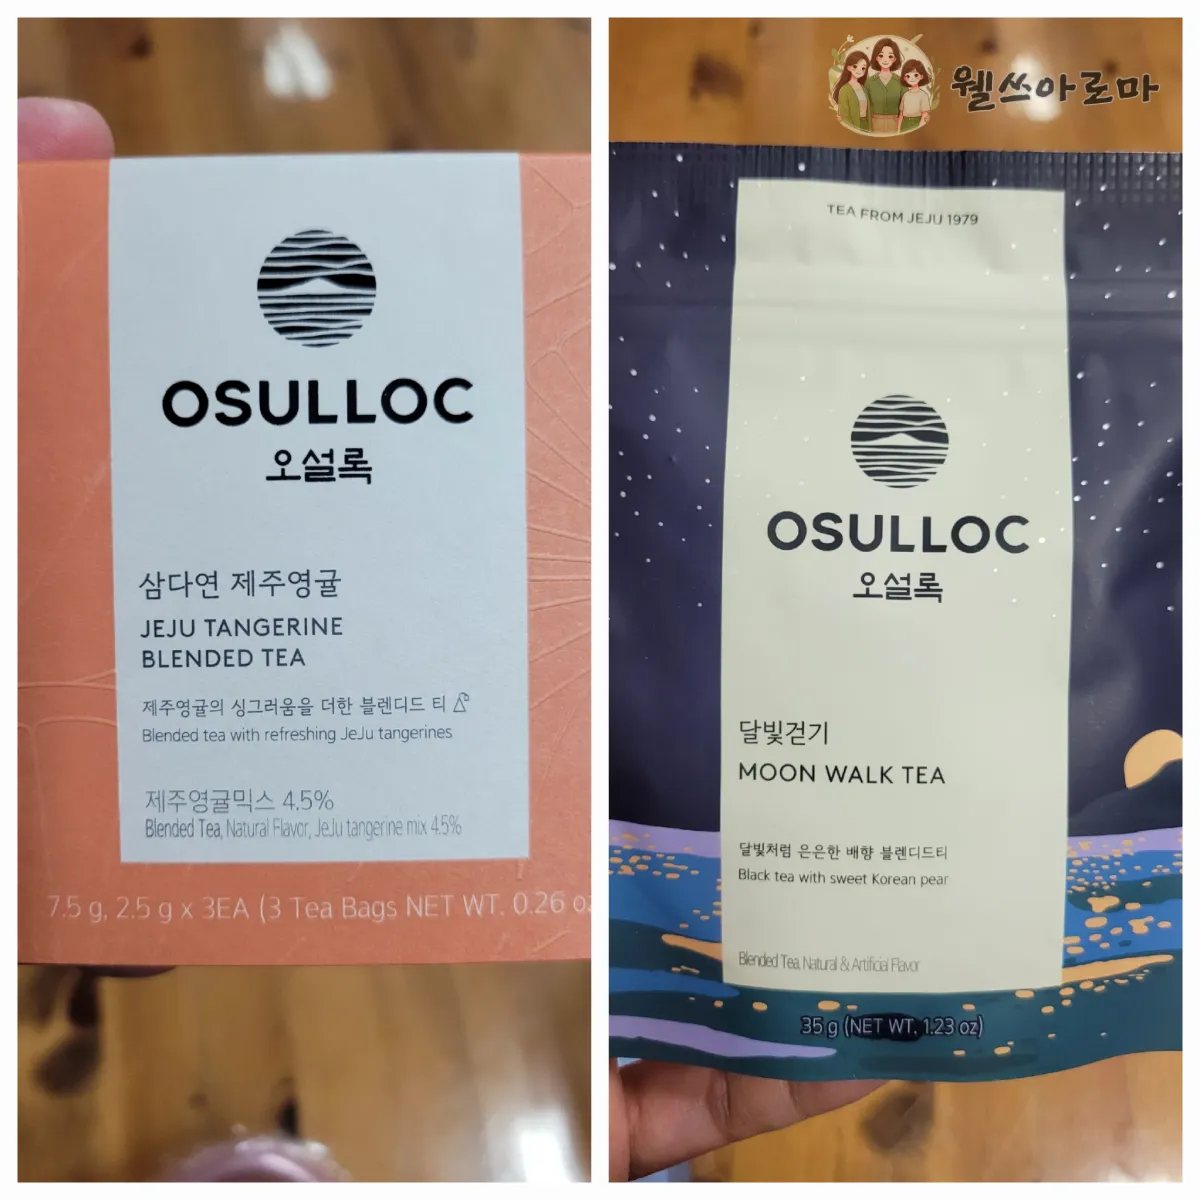 OSULLOC
오설록
삼다연 제주영귤
JEJU TANGERINE
BLENDED TEA
제주영귤의 싱그러움을 더한 블렌디드 티
Blended tea with refreshing JeJu tangerines
제주영귤믹스 4.5%
Blended Tea, Natural Flavor, JeJu tangerine mix 4.5%
7.5 g, 2.5 g x 3EA (3 Tea Bags NET WT. 0.26 oz
웰쓰아로마
TEA FROM JEJU 1979
OSULLOC
오설록
달빛걷기
MOON WALK TEA
달빛처럼 은은한 배향 블렌디드티
Black tea with sweet Korean pear
Blended Tea, Natural & Artificial Flavor
35 g (NET WT. 1.23 oz)